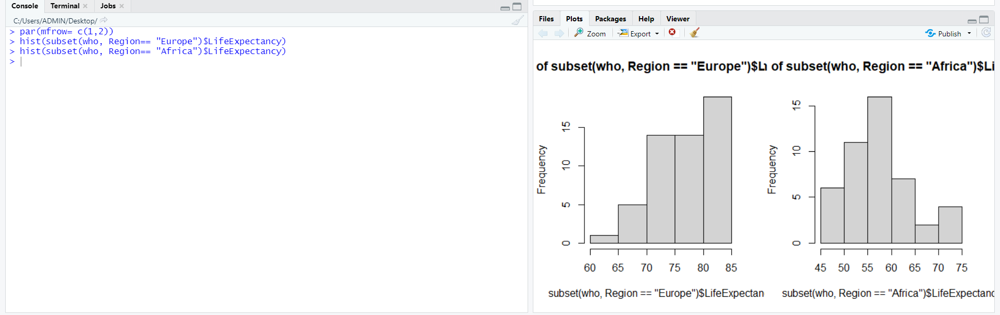 Console Terminal Jobs
C:/Users/ADMIN/Desktop/
> par(mfrow= c(1,2))
> hist(subset(who, Region== "Europe")$LifeExpectancy)
> hist(subset(who, Region== "Africa")$LifeExpectancy)
>
Files Plots Packages Help Viewer
Zoom Export Publish
of subset(who, Region == "Europe")$L
Frequency
0 5 10 15
60 65 70 75 80 85
subset(who, Region == "Europe")$LifeExpectan
of subset(who, Region == "Africa")$Li
Frequency
0 5 10 15
45 50 55 60 65 70 75
subset(who, Region == "Africa")$LifeExpectanc